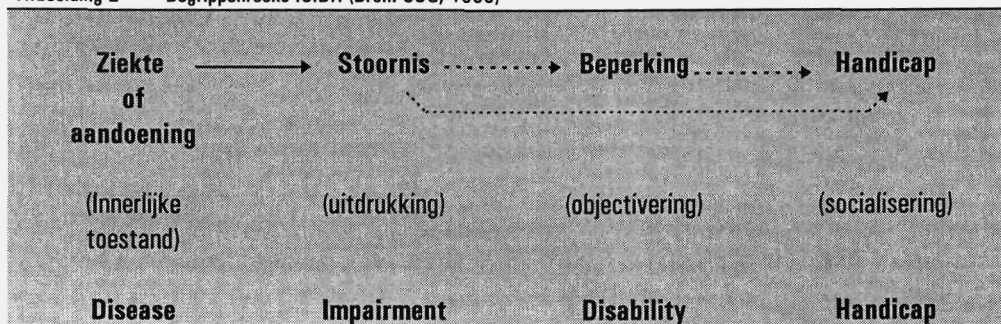 Ziekte Stoornis Beperking Handicap
of
aandoening
(Innerlijke (uitdrukking) (objectivering) (socialisering)
toestand)
Disease Impairment Disability Handicap